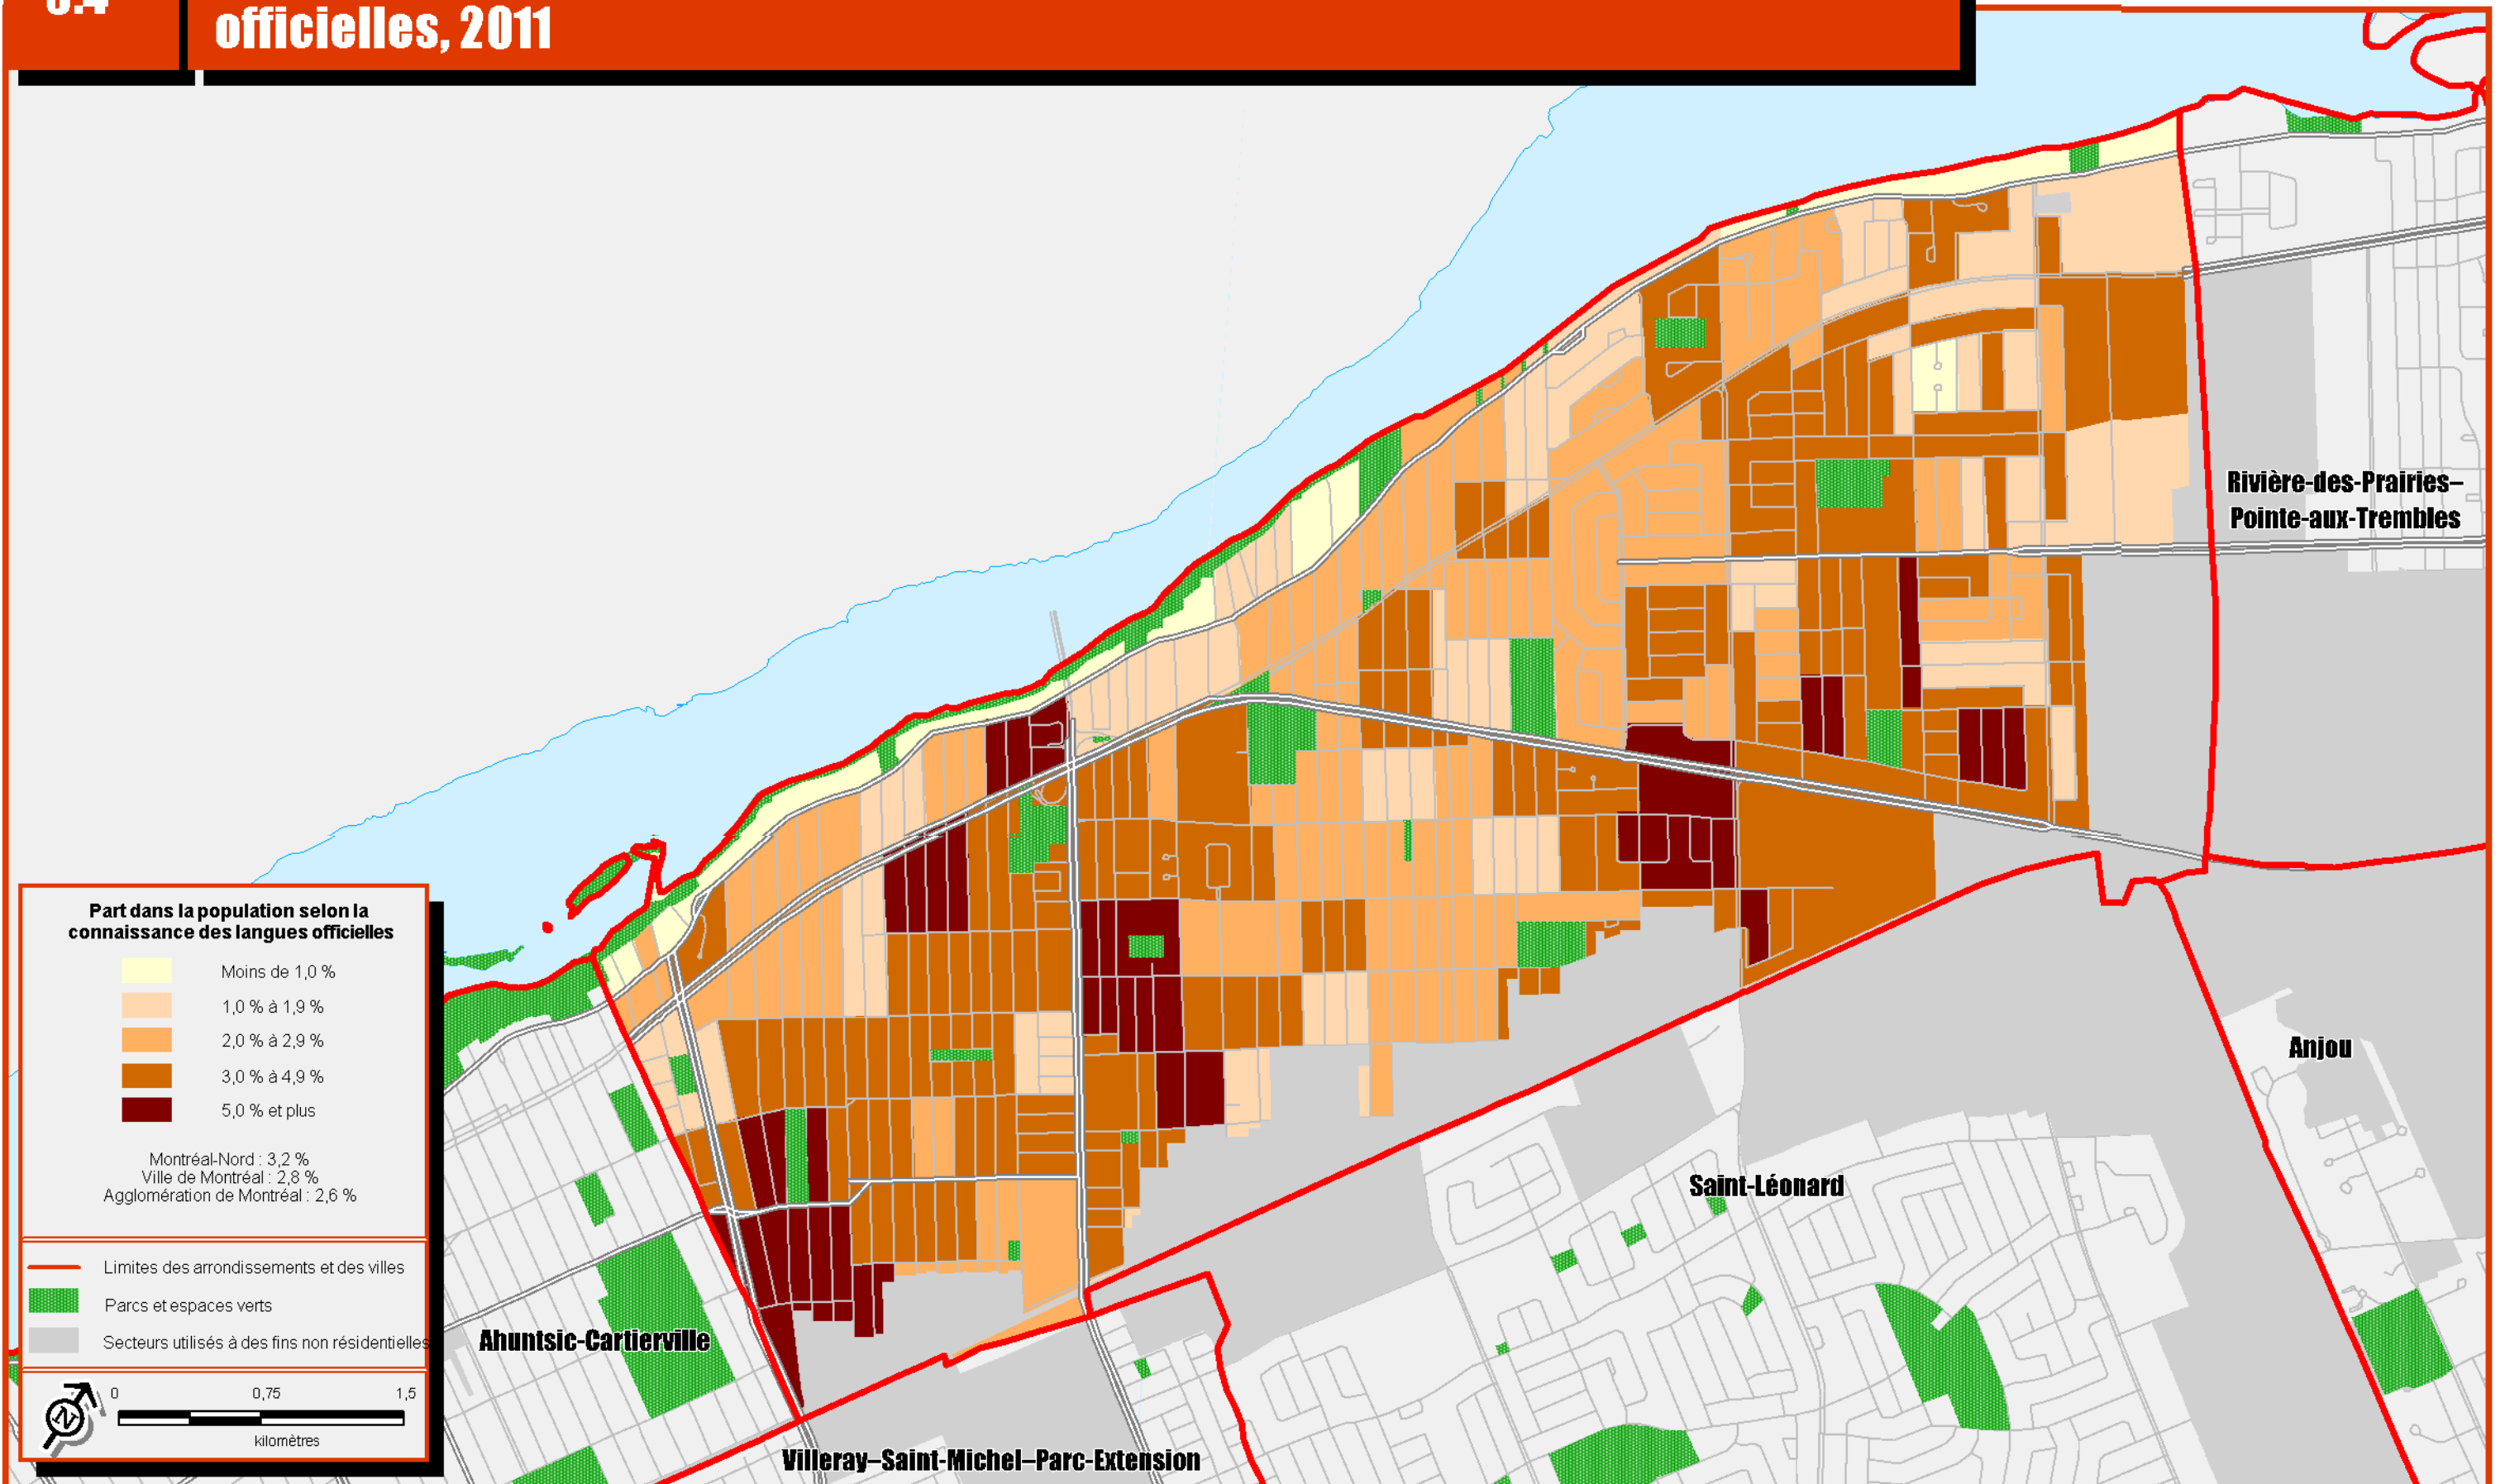 officielles, 2011
Rivière-des-Prairies–
Pointe-aux-Trembles
Part dans la population selon la
connaissance des langues officielles
Moins de 1,0 %
1,0 % à 1,9 %
2,0 % à 2,9 %
3,0 % à 4,9 %
5,0 % et plus
Montréal-Nord : 3,2 %
Ville de Montréal : 2,8 %
Agglomération de Montréal : 2,6 %
Limites des arrondissements et des villes
Parcs et espaces verts
Secteurs utilisés à des fins non résidentielles
N
0 0,75 1,5
kilomètres
Anjou
Saint-Léonard
Ahuntsic-Cartierville
Villeray–Saint-Michel–Parc-Extension